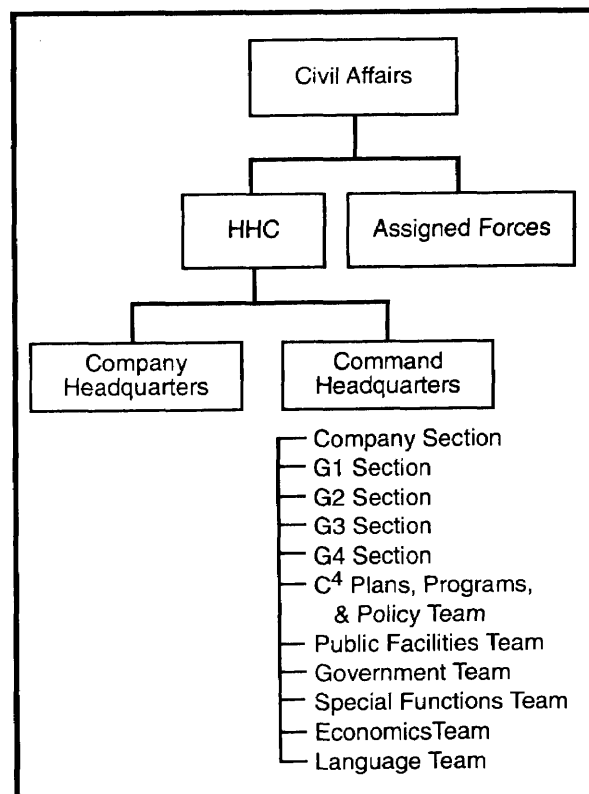 Civil Affairs
HHC
Assigned Forces
Company
Headquarters
Command
Headquarters
Company Section
G1 Section
G2 Section
G3 Section
G4 Section
C⁴ Plans, Programs,
& Policy Team
Public Facilities Team
Government Team
Special Functions Team
EconomicsTeam
Language Team